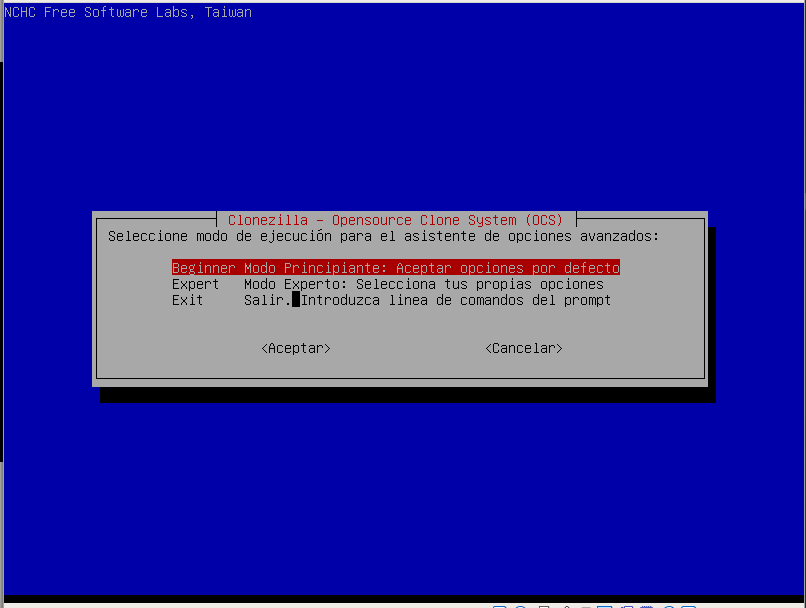 NCHC Free Software Labs, Taiwan
Clonezilla - Opensource Clone System (OCS)
Seleccione modo de ejecución para el asistente de opciones avanzados:
Beginner Modo Principiante: Aceptar opciones por defecto
Expert Modo Experto: Selecciona tus propias opciones
Exit Salir. Introduzca linea de comandos del prompt
<Aceptar> <Cancelar>